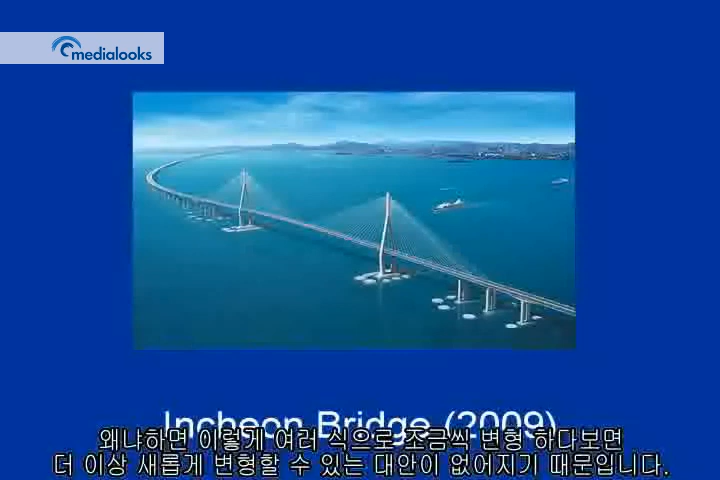 medialooks
Incheon Bridge (2009)
왜냐하면 이렇게 여러 식으로 조금씩 변형 하다보면
더 이상 새롭게 변형할 수 있는 대안이 없어지기 때문입니다.